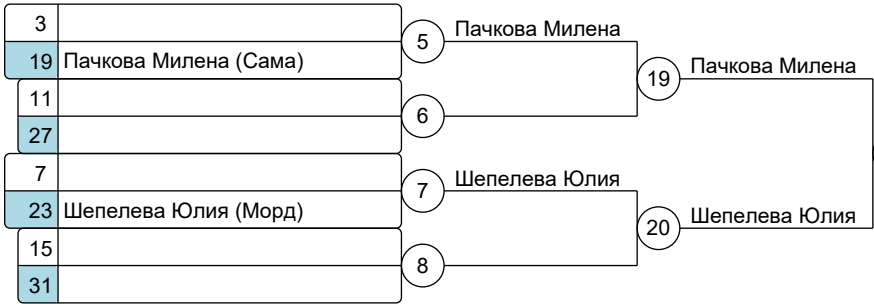 3
5 Пачкова Милена
19 Пачкова Милена (Сама)
19 Пачкова Милена
11
6
27
7
7 Шепелева Юлия
23 Шепелева Юлия (Морд)
20 Шепелева Юлия
15
8
31